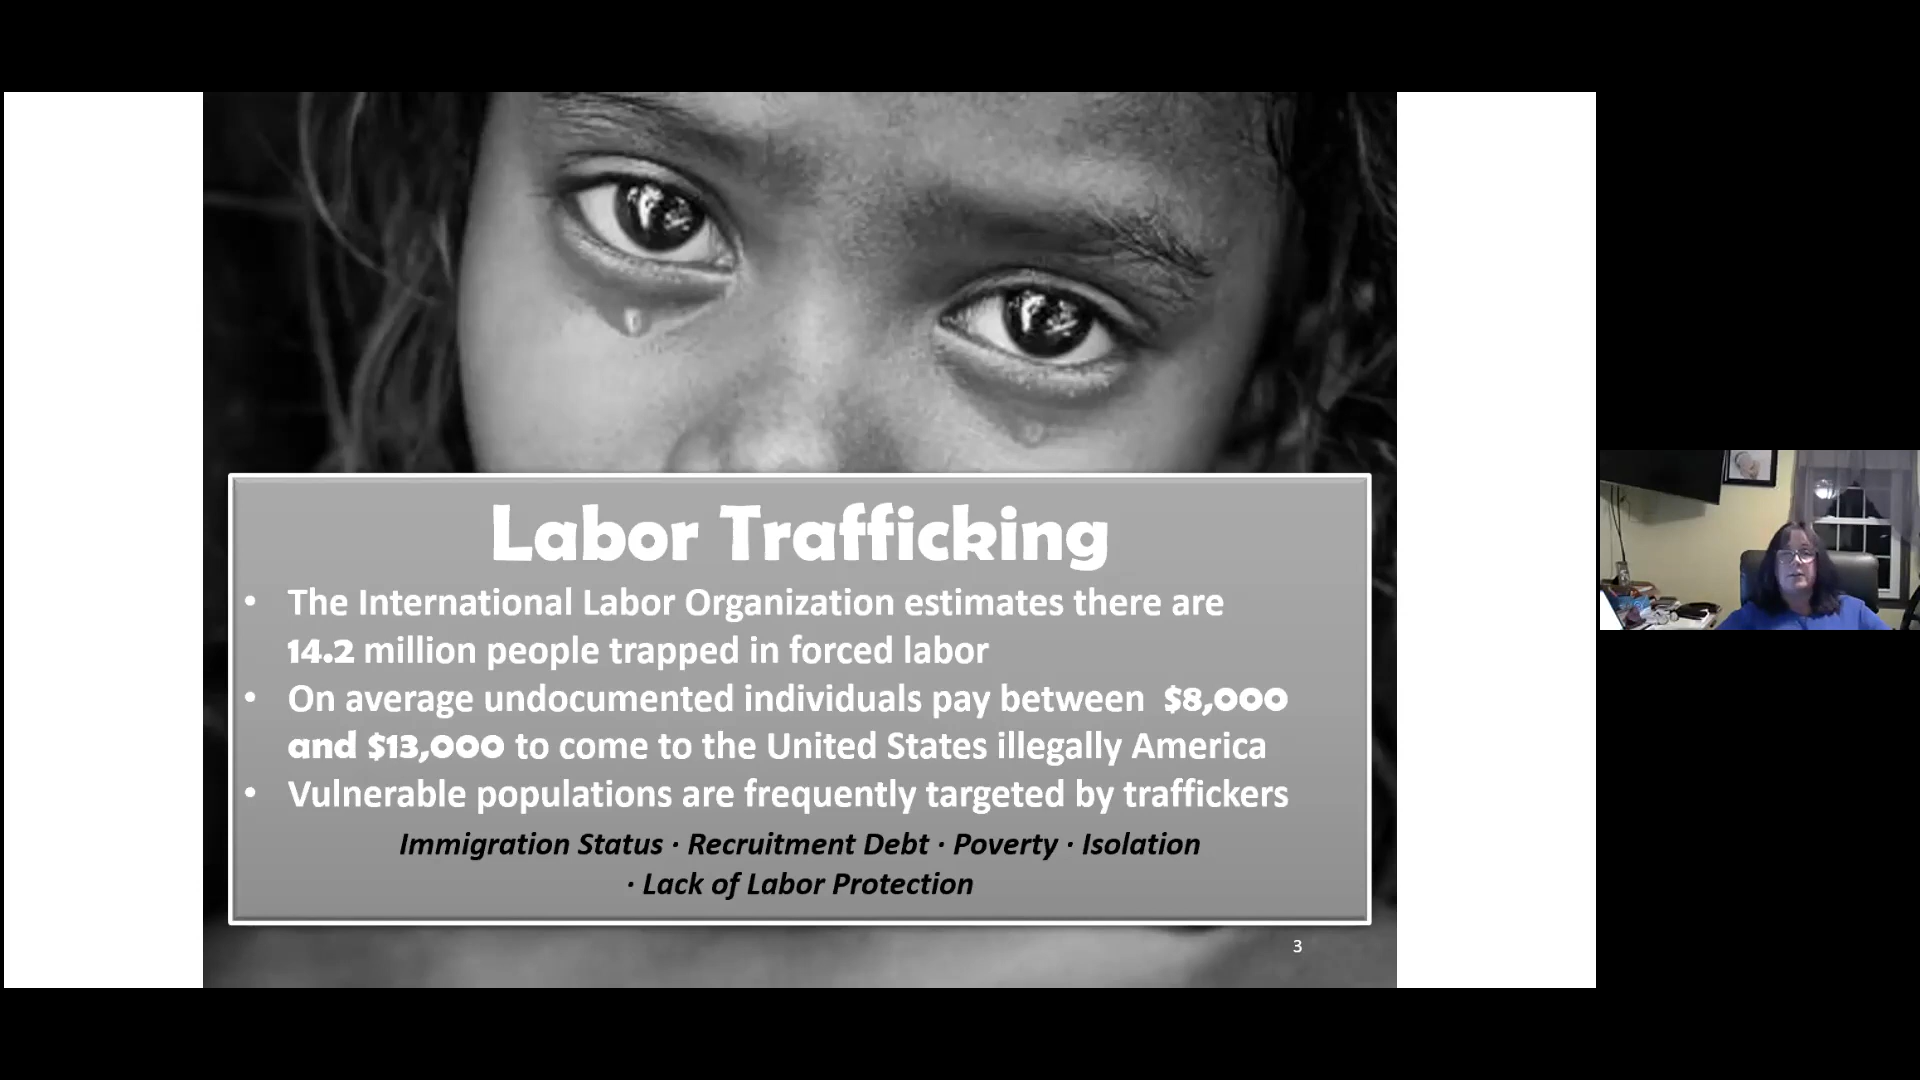 Labor Trafficking
• The International Labor Organization estimates there are
14.2 million people trapped in forced labor
• On average undocumented individuals pay between $8,000
and $13,000 to come to the United States illegally America
• Vulnerable populations are frequently targeted by traffickers
Immigration Status · Recruitment Debt · Poverty · Isolation
· Lack of Labor Protection
3